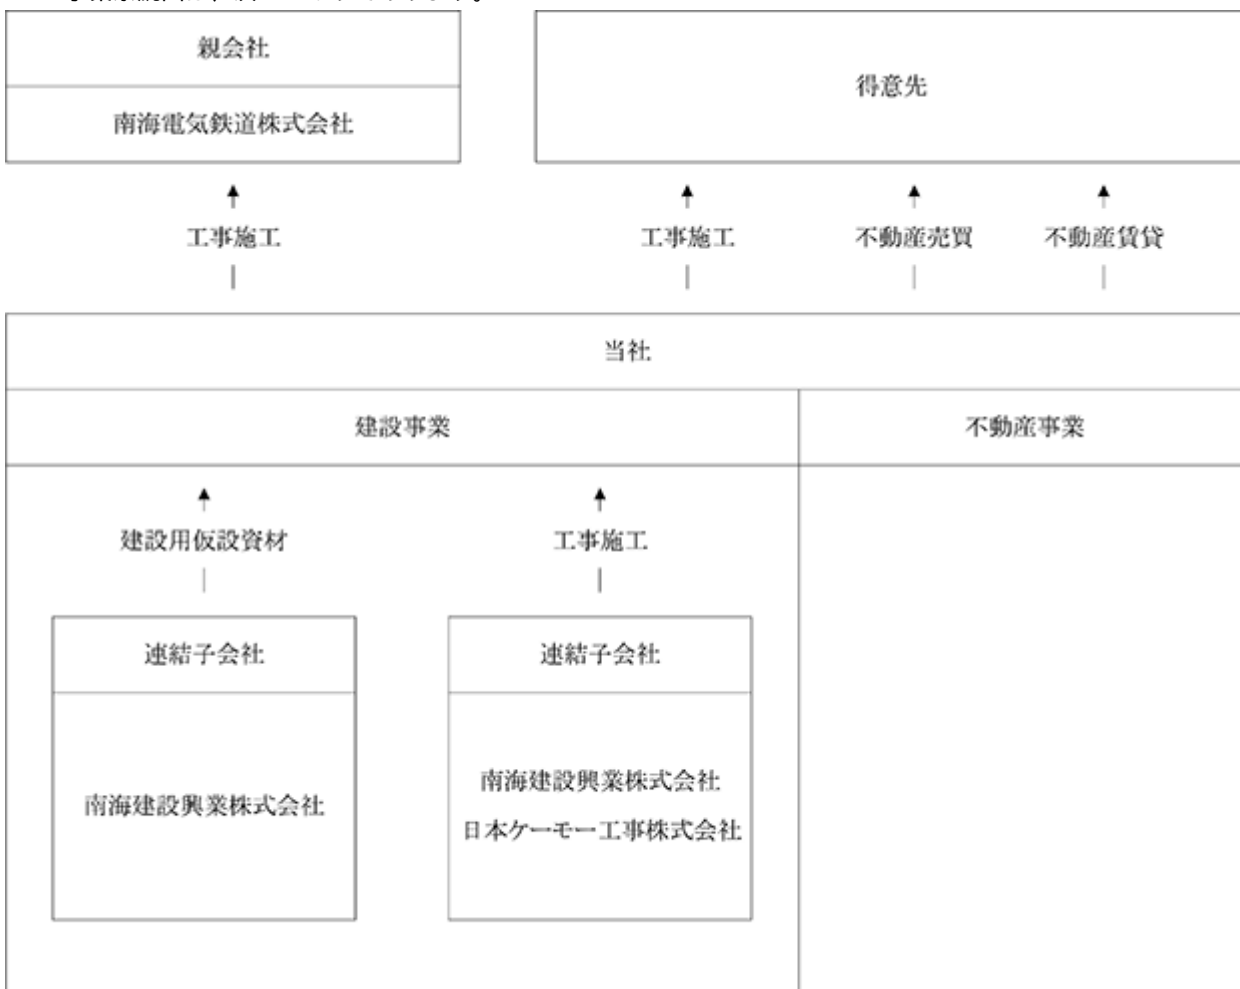 親会社
南海電気鉄道株式会社
得意先
工事施工
工事施工
不動産売買
不動産賃貸
当社
建設事業
不動産事業
建設用仮設資材
工事施工
連結子会社
南海建設興業株式会社
連結子会社
南海建設興業株式会社
日本ケーモー工事株式会社